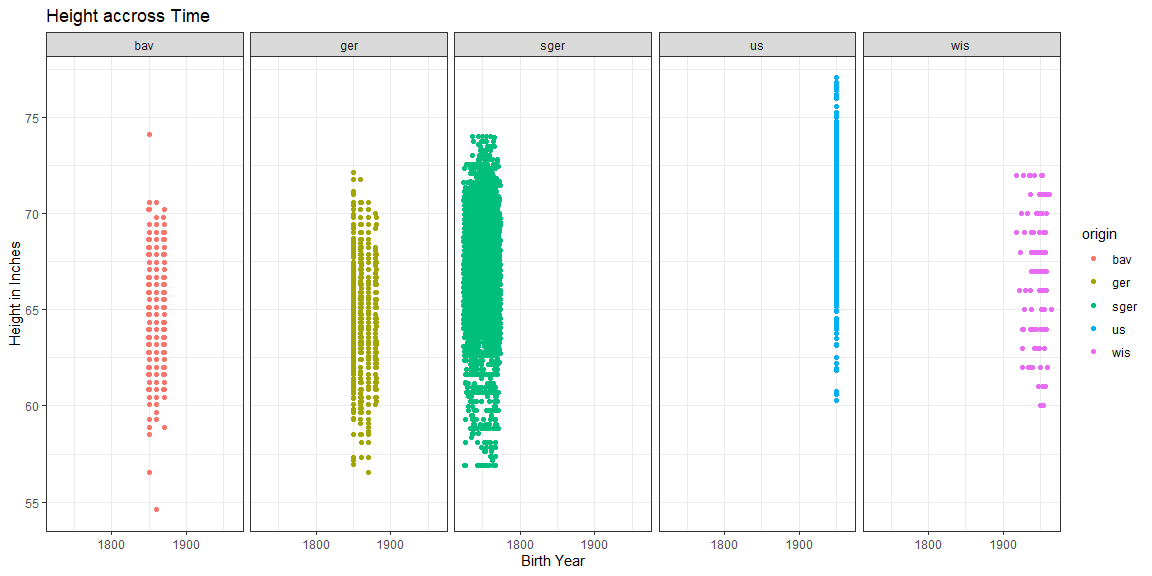 Height accross Time
bav ger sger us wis
75
70
65
60
55
Height in Inches
1800 1900 1800 1900 1800 1900 1800 1900 1800 1900
Birth Year
origin
bav
ger
sger
us
wis